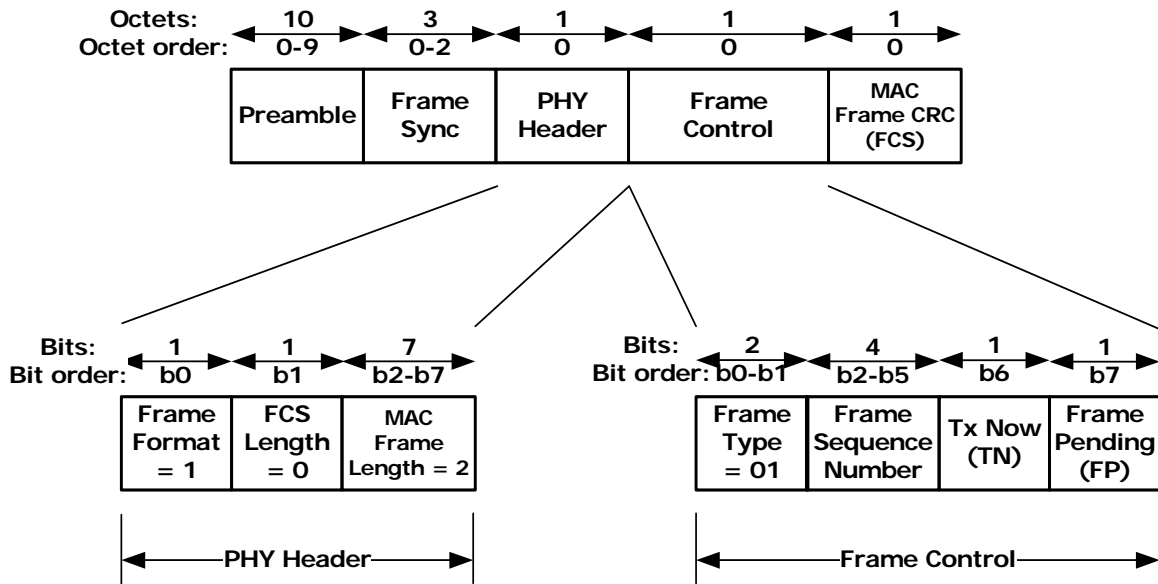 Octets: 10 3 1 1 1
Octet order: 0-9 0-2 0 0 0
Preamble
Frame
Sync
PHY
Header
Frame
Control
MAC
Frame CRC
(FCS)
Bits: 1 1 7
Bit order: b0 b1 b2-b7
Frame
Format
= 1
FCS
Length
= 0
MAC
Frame
Length = 2
PHY Header
Bits: 2 4 1 1
Bit order: b0-b1 b2-b5 b6 b7
Frame
Type
= 01
Frame
Sequence
Number
Tx Now
(TN)
Frame
Pending
(FP)
Frame Control